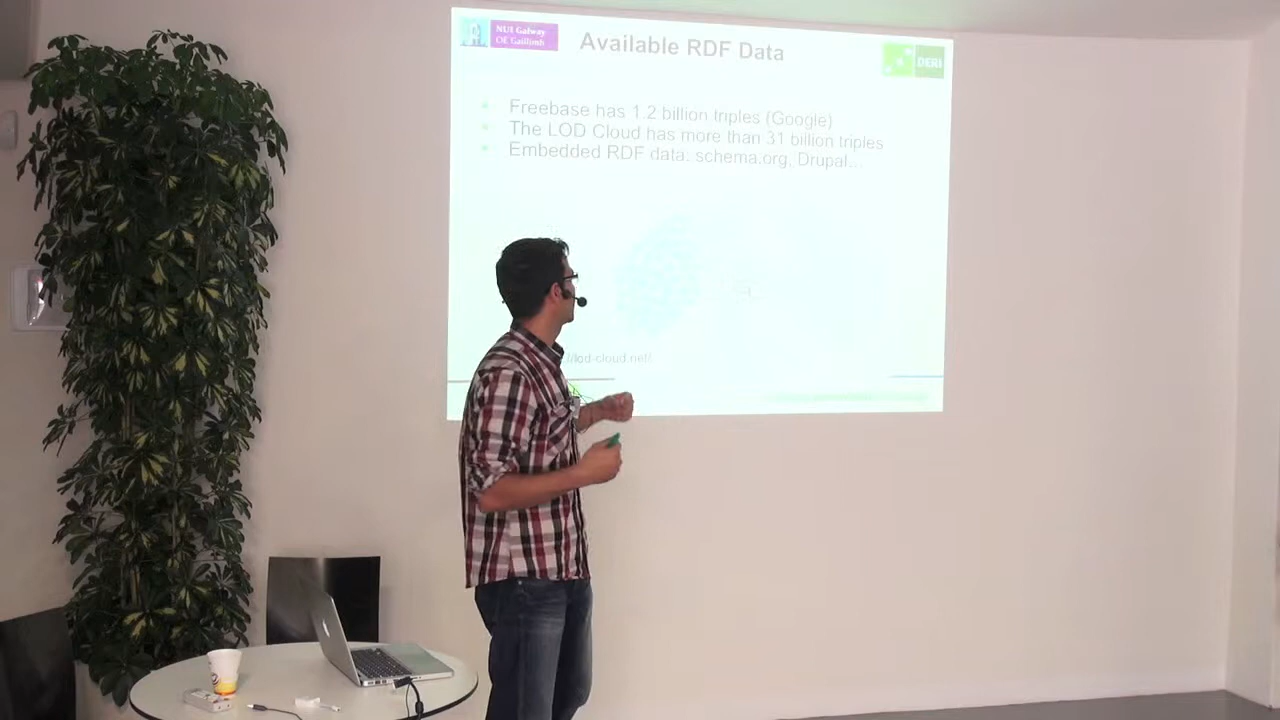 NUI Galway
OÉ Gaillimh
Available RDF Data
DERI
Freebase has 1.2 billion triples (Google)
The LOD Cloud has more than 31 billion triples
Embedded RDF data. schema.org, Drupal...
//lod-cloud.net/